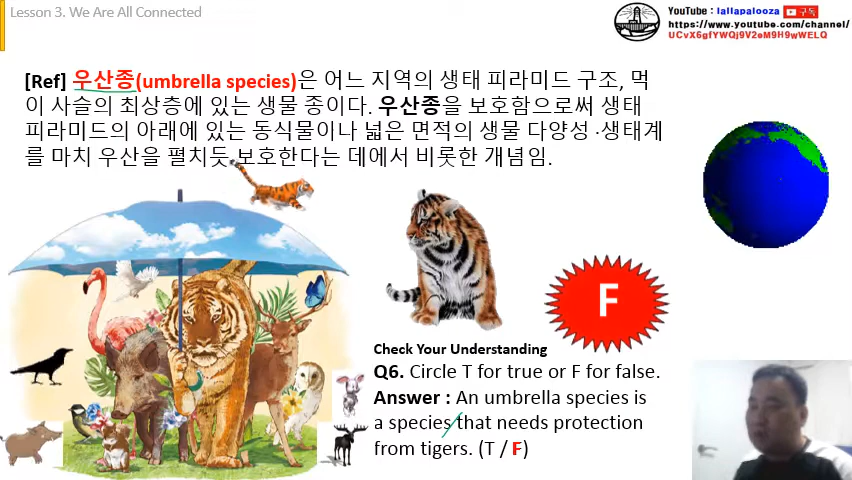 Lesson 3. We Are All Connected
YouTube : lallapalooza 구독
https://www.youtube.com/channel/
UCvX6gfYWQj9V2eM9H9wWELQ
[Ref] 우산종(umbrella species)은 어느 지역의 생태 피라미드 구조, 먹
이 사슬의 최상층에 있는 생물 종이다. 우산종을 보호함으로써 생태
피라미드의 아래에 있는 동식물이나 넓은 면적의 생물 다양성 ·생태계
를 마치 우산을 펼치듯 보호한다는 데에서 비롯한 개념임.
F
Check Your Understanding
Q6. Circle T for true or F for false.
Answer : An umbrella species is
a species that needs protection
from tigers. (T / F)